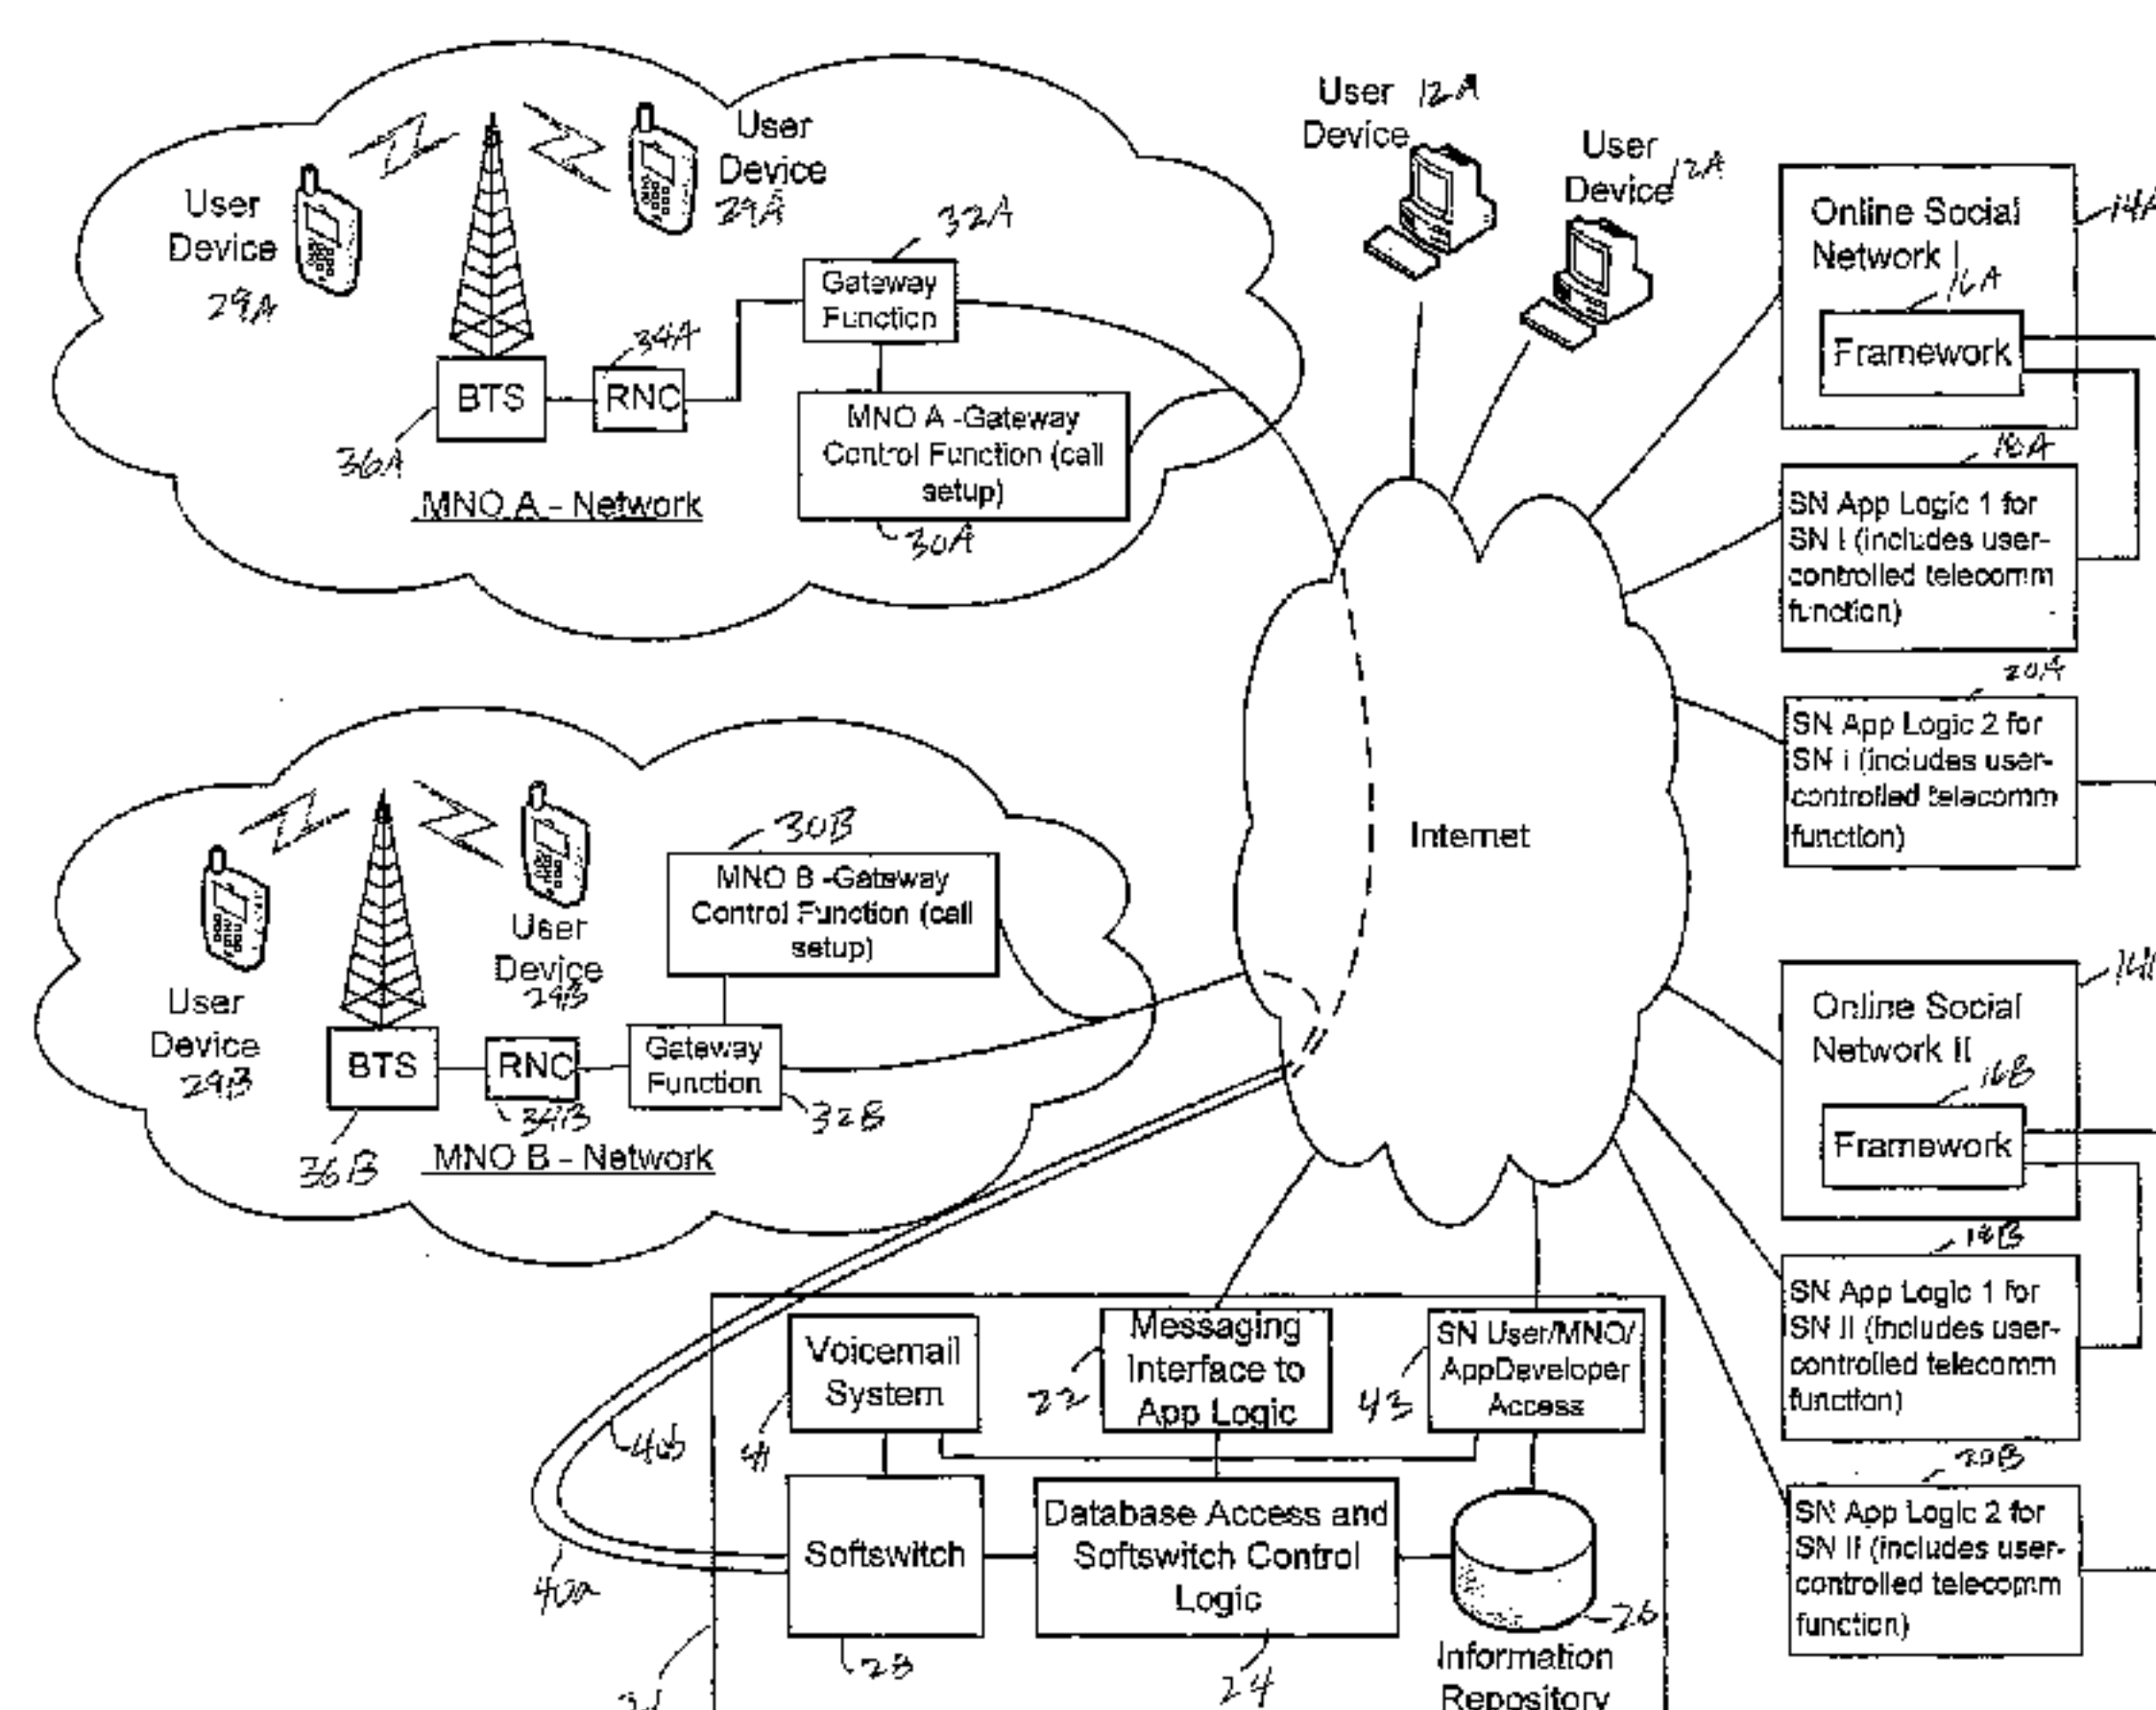 User 12A
Device
User
Device 12A
User
Device
29A
User
Device
29A
32A
Gateway
Function
34A
BTS
RNC
36A
MNO A -Gateway
Control Function (call
setup)
30A
MNO A - Network
Online Social
Network I
14A
16A
Framework
18A
SN App Logic 1 for
SN I (includes user-
controlled telecomm
function)
20A
SN App Logic 2 for
SN I (includes user-
controlled telecomm
function)
Internet
30B
MNO B -Gateway
Control Function (call
setup)
User
Device
29B
User
Device
29B
BTS
RNC
34B
Gateway
Function
32B
36B
MNO B - Network
Online Social
Network II
16B
Framework
18B
SN App Logic 1 for
SN II (includes user-
controlled telecomm
function)
20B
SN App Logic 2 for
SN II (includes user-
controlled telecomm
function)
Voicemail
System
Messaging
Interface to
App Logic
22
SN User/MNO/
AppDeveloper
Access
43
40b
40a
Softswitch
28
Database Access and
Softswitch Control
Logic
24
26
Information
Repository